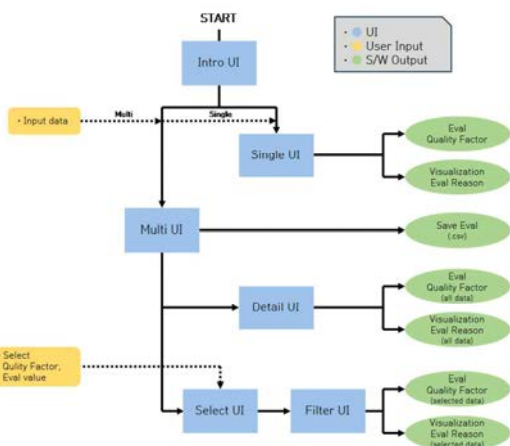 START
· UI
· User Input
· S/W Output
Intro UI
· Input data
Multi
Single
Single UI
Eval
Quality Factor
Visualization
Eval Reason
Multi UI
Save Eval
(.csv)
Detail UI
Eval
Quality Factor
(all data)
Visualization
Eval Reason
(all data)
Select
Qulity Factor,
Eval value
Select UI
Filter UI
Eval
Quality Factor
(selected data)
Visualization
Eval Reason
(selected data)